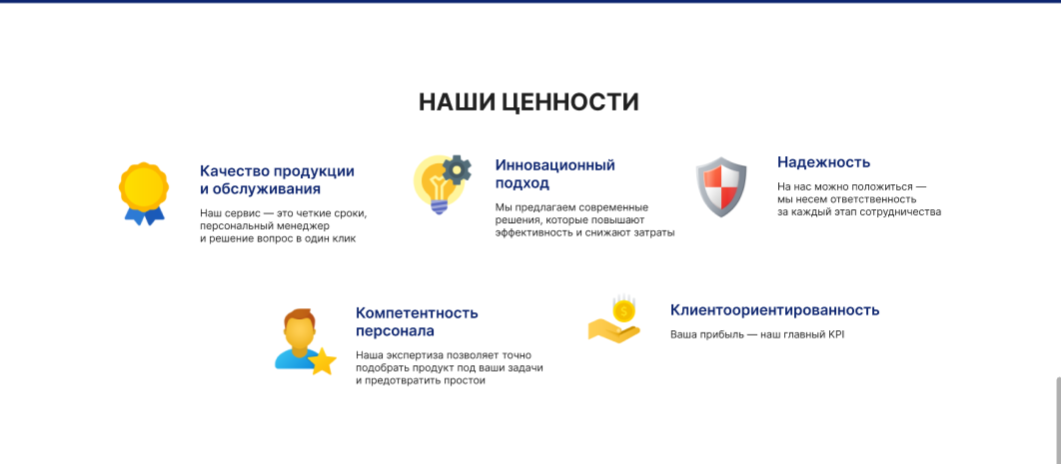 НАШИ ЦЕННОСТИ
Качество продукции
и обслуживания
Наш сервис — это четкие сроки,
персональный менеджер
и решение вопрос в один клик
Инновационный
подход
Мы предлагаем современные
решения, которые повышают
эффективность и снижают затраты
Надежность
На нас можно положиться —
мы несем ответственность
за каждый этап сотрудничества
Компетентность
персонала
Наша экспертиза позволяет точно
подобрать продукт под ваши задачи
и предотвратить простои
Клиентоориентированность
Ваша прибыль — наш главный KPI